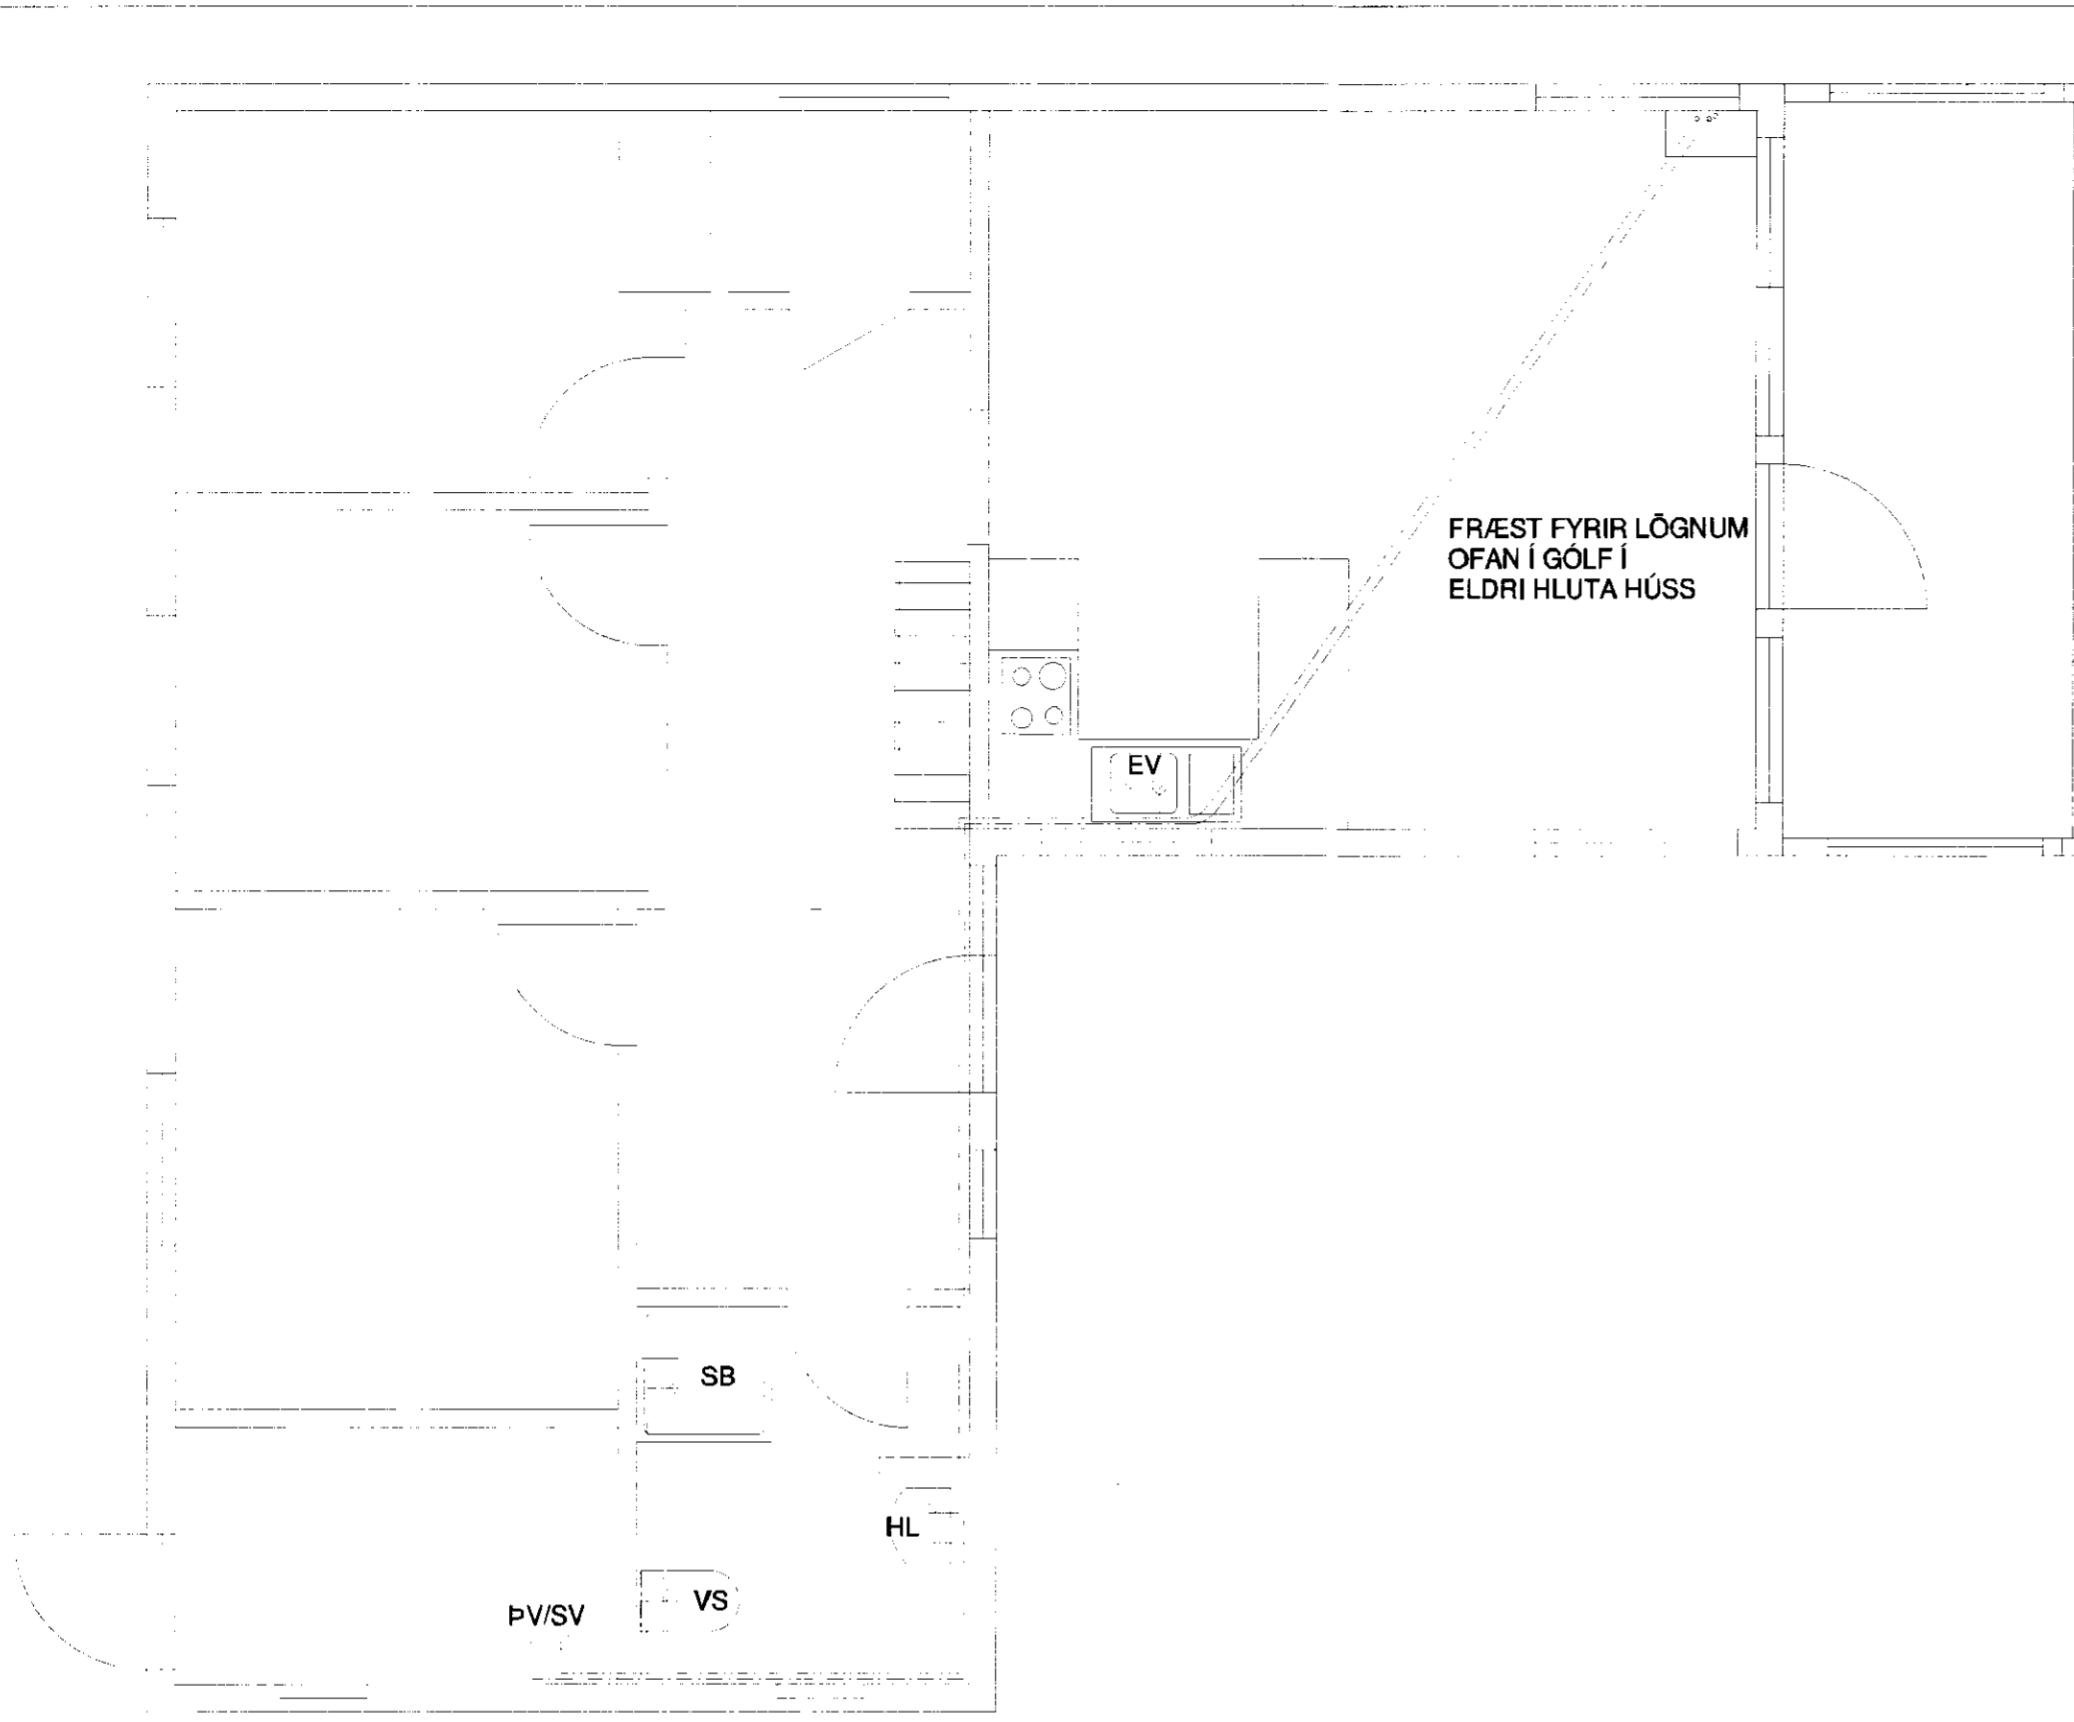 FRÆST FYRIR LÖGNUM
OFAN Í GÓLF Í
ELDRI HLUTA HÚSS
EV
SB
HL
VS
ÞV/SV